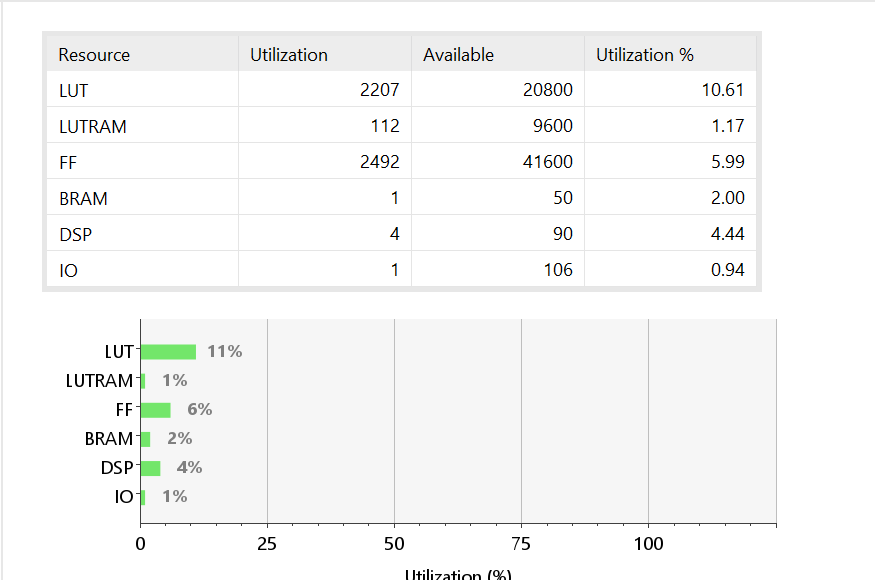 Resource Utilization Available Utilization %
LUT 2207 20800 10.61
LUTRAM 112 9600 1.17
FF 2492 41600 5.99
BRAM 1 50 2.00
DSP 4 90 4.44
IO 1 106 0.94
LUT 11%
LUTRAM 1%
FF 6%
BRAM 2%
DSP 4%
IO 1%
0 25 50 75 100
Utilization (%)